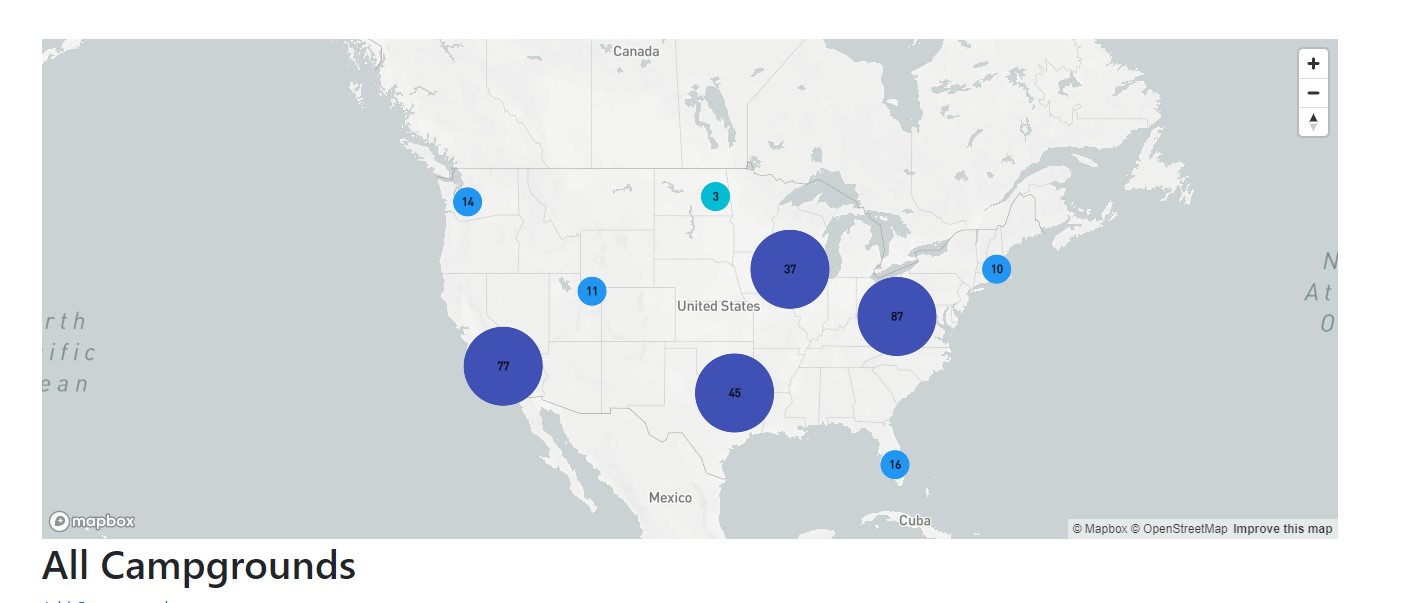 Canada
+
−
14
3
37
10
11
United States
87
77
45
16
Mexico
Cuba
rth
ific
ean
N
At
O
mapbox
© Mapbox © OpenStreetMap Improve this map
All Campgrounds